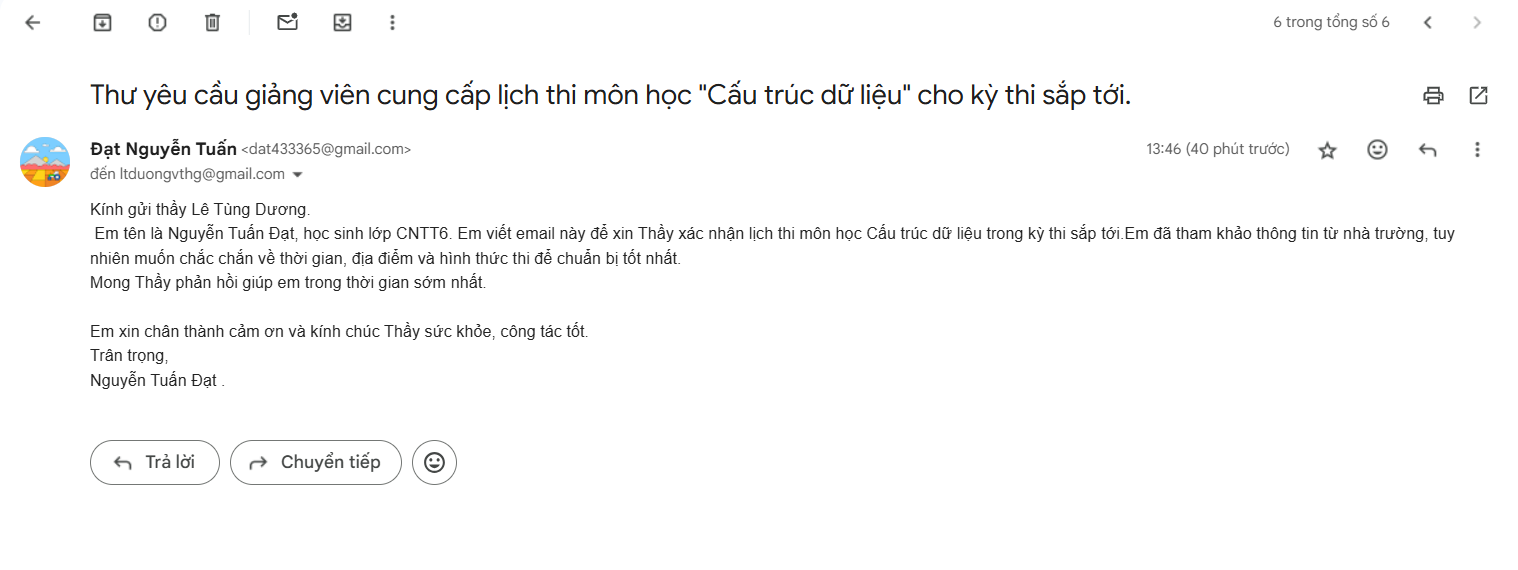 6 trong tổng số 6
Thư yêu cầu giảng viên cung cấp lịch thi môn học "Cấu trúc dữ liệu" cho kỳ thi sắp tới.
Đạt Nguyễn Tuấn <dat433365@gmail.com>
13:46 (40 phút trước)
đến ltduongvthg@gmail.com
Kính gửi thầy Lê Tùng Dương.
Em tên là Nguyễn Tuấn Đạt, học sinh lớp CNTT6. Em viết email này để xin Thầy xác nhận lịch thi môn học Cấu trúc dữ liệu trong kỳ thi sắp tới.Em đã tham khảo thông tin từ nhà trường, tuy
nhiên muốn chắc chắn về thời gian, địa điểm và hình thức thi để chuẩn bị tốt nhất.
Mong Thầy phản hồi giúp em trong thời gian sớm nhất.
Em xin chân thành cảm ơn và kính chúc Thầy sức khỏe, công tác tốt.
Trân trọng,
Nguyễn Tuấn Đạt .
Trả lời
Chuyển tiếp